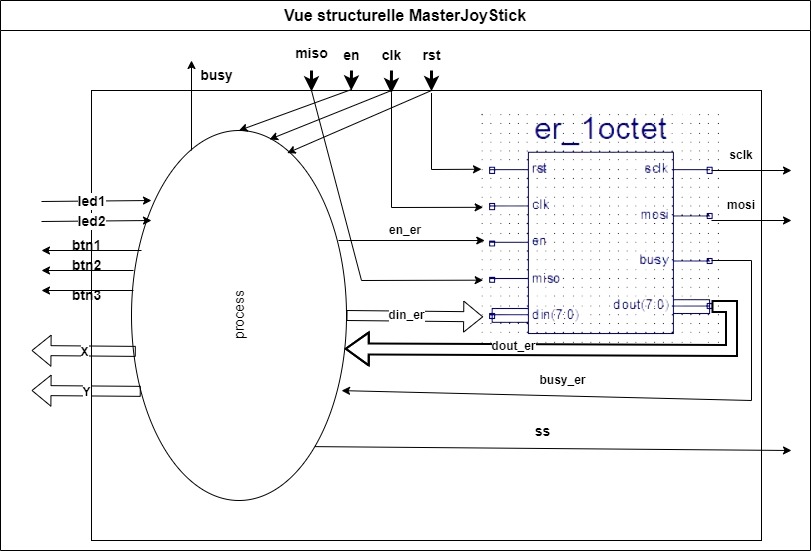 Vue structurelle MasterJoyStick
miso en clk rst
busy
er_1octet
rst sclk
sclk
clk mosi
mosi
led1
led2
en_er
en
busy
btn1
btn2
btn3
miso
process
din_er
din(7:0)
dout(7:0)
dout_er
X
Y
busy_er
ss